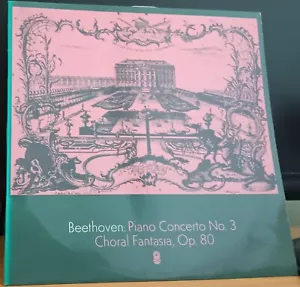 Beethoven: Piano Concerto No. 3
Choral Fantasia, Op. 80